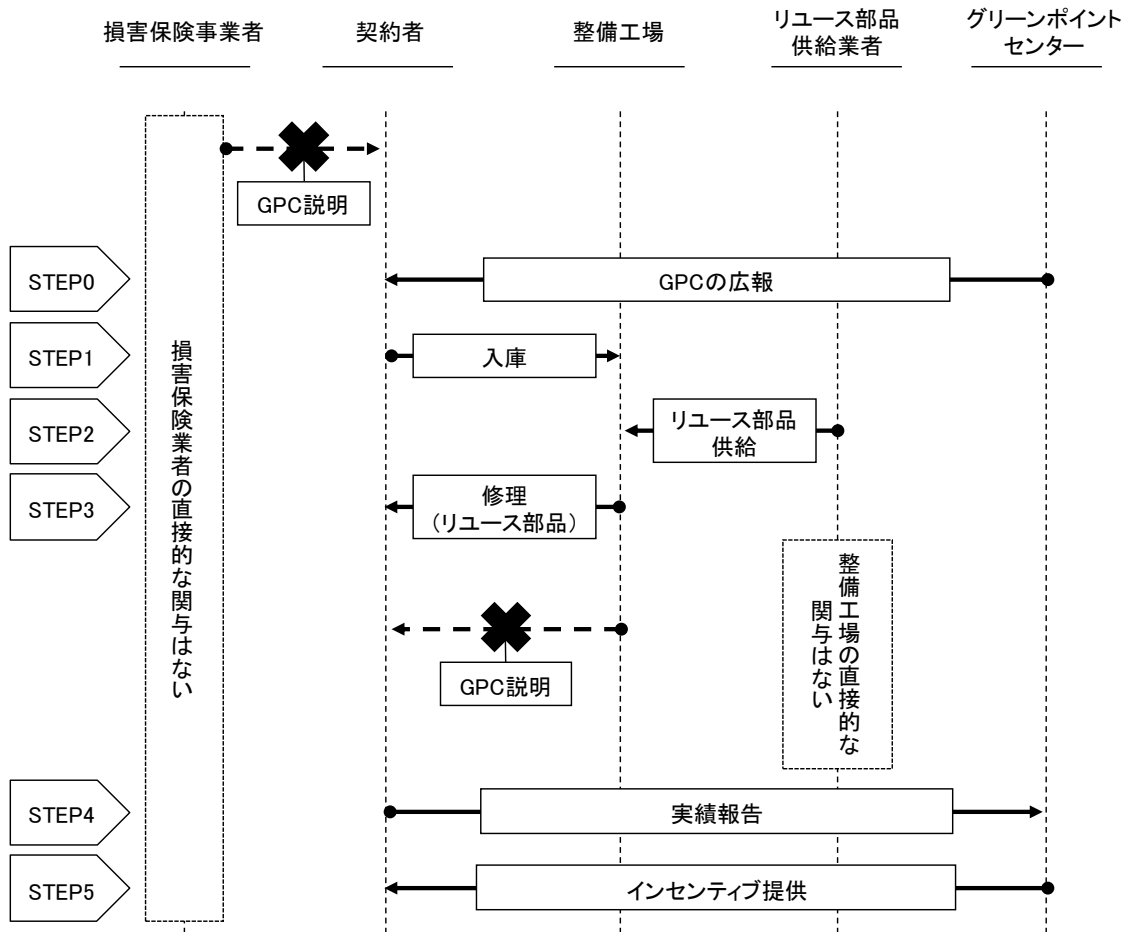 損害保険事業者
契約者
整備工場
リユース部品
供給業者
グリーンポイント
センター
GPC説明
STEP0
GPCの広報
STEP1
入庫
STEP2
リユース部品
供給
STEP3
修理
（リユース部品）
損害保険業者の直接的な関与はない
整備工場の直接的な
関与はない
GPC説明
STEP4
実績報告
STEP5
インセンティブ提供